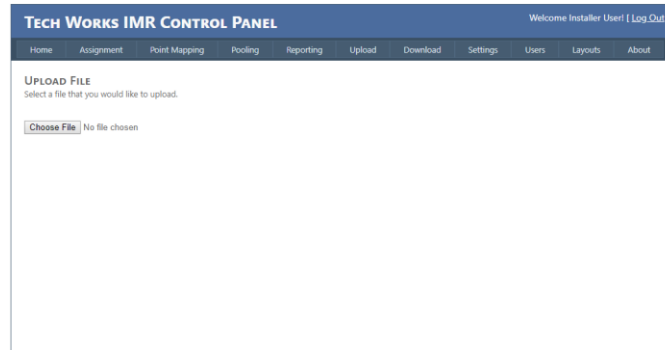 TECH WORKS IMR CONTROL PANEL
Welcome Installer User! [ Log Out
Home Assignment Point Mapping Pooling Reporting Upload Download Settings Users Layouts About
UPLOAD FILE
Select a file that you would like to upload.
Choose File No file chosen